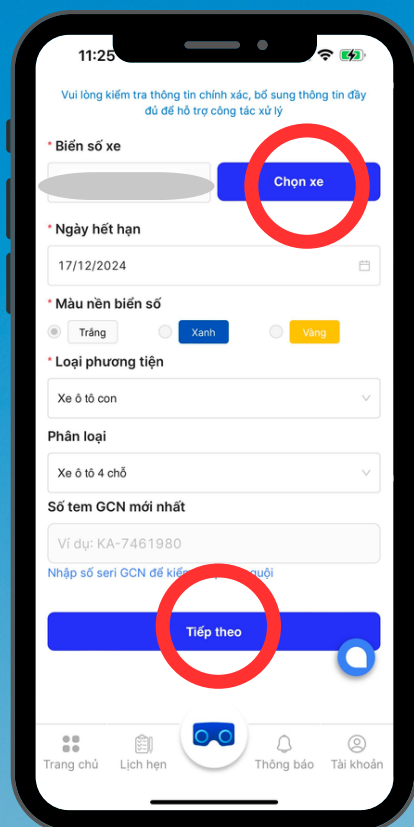 11:25
Vui lòng kiểm tra thông tin chính xác, bổ sung thông tin đầy
đủ để hỗ trợ công tác xử lý
* Biển số xe
Chọn xe
* Ngày hết hạn
17/12/2024
* Màu nền biển số
Trắng Xanh Vàng
* Loại phương tiện
Xe ô tô con
Phân loại
Xe ô tô 4 chỗ
Số tem GCN mới nhất
Ví dụ: KA-7461980
Nhập số seri GCN để
Tiếp theo
Trang chủ Lịch hẹn Thông báo Tài khoản